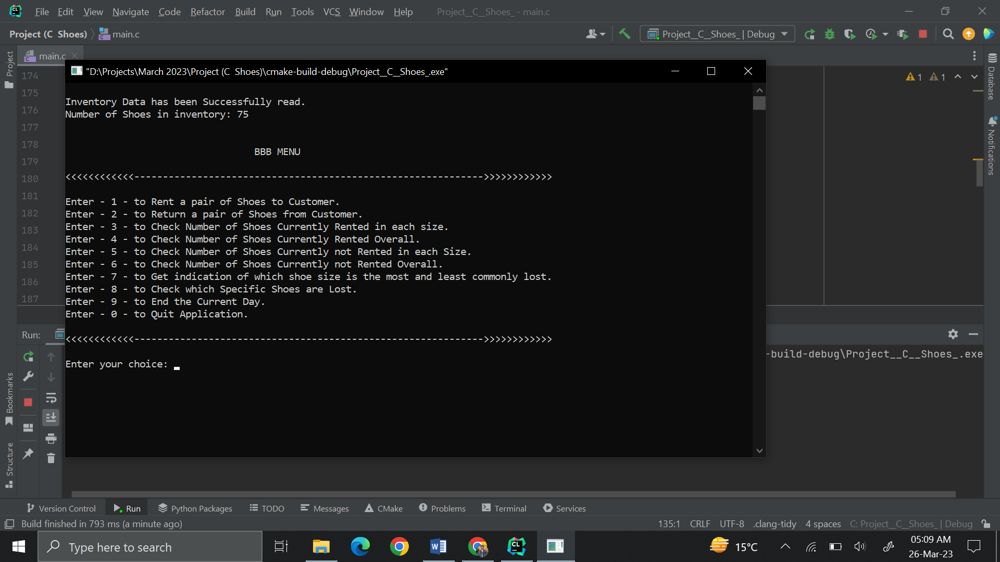 File Edit View Navigate Code Refactor Build Run Tools VCS Window Help Project__C__Shoes_ - main.c
Project (C Shoes) main.c Project__C__Shoes_ | Debug
Project
main.c
"D:\Projects\March 2023\Project (C Shoes)\cmake-build-debug\Project__C__Shoes_.exe"
174
175
176
177
178
179
180
181
182
183
184
185
186
187
1 1
Database
Notifications
Inventory Data has been Successfully read.
Number of Shoes in inventory: 75
BBB MENU
<<<<<<<<<<<<------------------------------------------------------------->>>>>>>>>>>>
Enter - 1 - to Rent a pair of Shoes to Customer.
Enter - 2 - to Return a pair of Shoes from Customer.
Enter - 3 - to Check Number of Shoes Currently Rented in each size.
Enter - 4 - to Check Number of Shoes Currently Rented Overall.
Enter - 5 - to Check Number of Shoes Currently not Rented in each Size.
Enter - 6 - to Check Number of Shoes Currently not Rented Overall.
Enter - 7 - to Get indication of which shoe size is the most and least commonly lost.
Enter - 8 - to Check which Specific Shoes are Lost.
Enter - 9 - to End the Current Day.
Enter - 0 - to Quit Application.
<<<<<<<<<<<<------------------------------------------------------------->>>>>>>>>>>>
Enter your choice:
Run:
-build-debug\Project__C__Shoes_.exe
Bookmarks
Structure
Version Control Run Python Packages TODO Messages CMake Problems Terminal Services
Build finished in 793 ms (a minute ago) 135:1 CRLF UTF-8 .clang-tidy 4 spaces C: Project__C__Shoes_ | Debug
Type here to search 15°C 05:09 AM
26-Mar-23